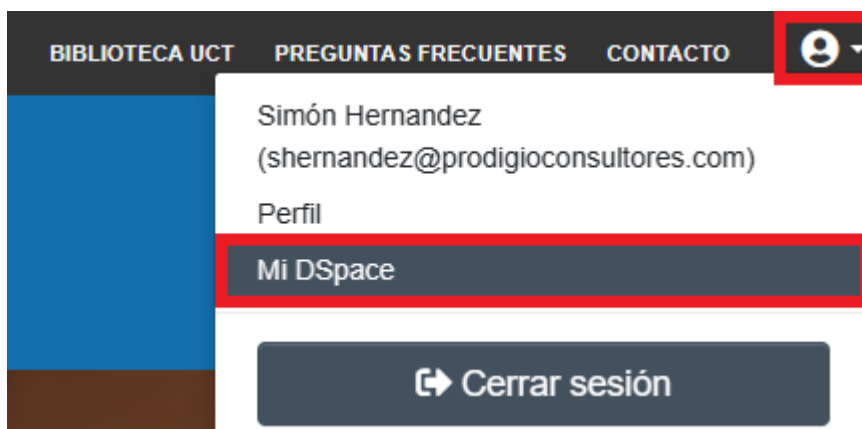 BIBLIOTECA UCT PREGUNTAS FRECUENTES CONTACTO
Simón Hernandez
(shernandez@prodigioconsultores.com)
Perfil
Mi DSpace
Cerrar sesión